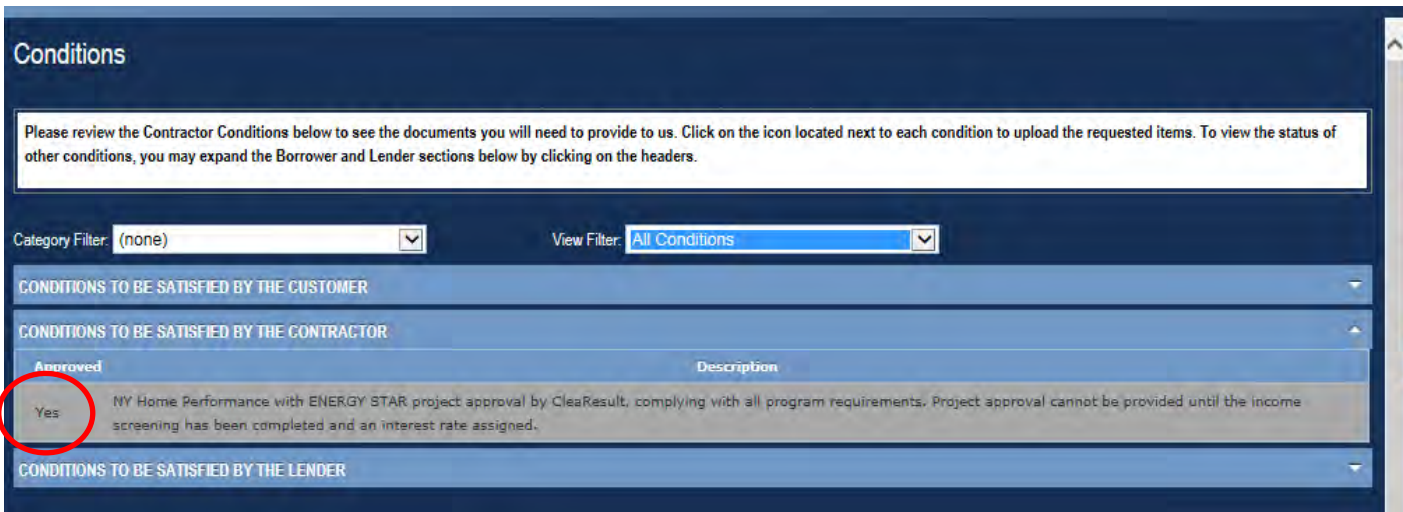 Conditions
Please review the Contractor Conditions below to see the documents you will need to provide to us. Click on the icon located next to each condition to upload the requested items. To view the status of
other conditions, you may expand the Borrower and Lender sections below by clicking on the headers.
Category Filter: (none) View Filter: All Conditions
CONDITIONS TO BE SATISFIED BY THE CUSTOMER
CONDITIONS TO BE SATISFIED BY THE CONTRACTOR
Approved Description
Yes NY Home Performance with ENERGY STAR project approval by CleaResult, complying with all program requirements. Project approval cannot be provided until the income
screening has been completed and an interest rate assigned.
CONDITIONS TO BE SATISFIED BY THE LENDER